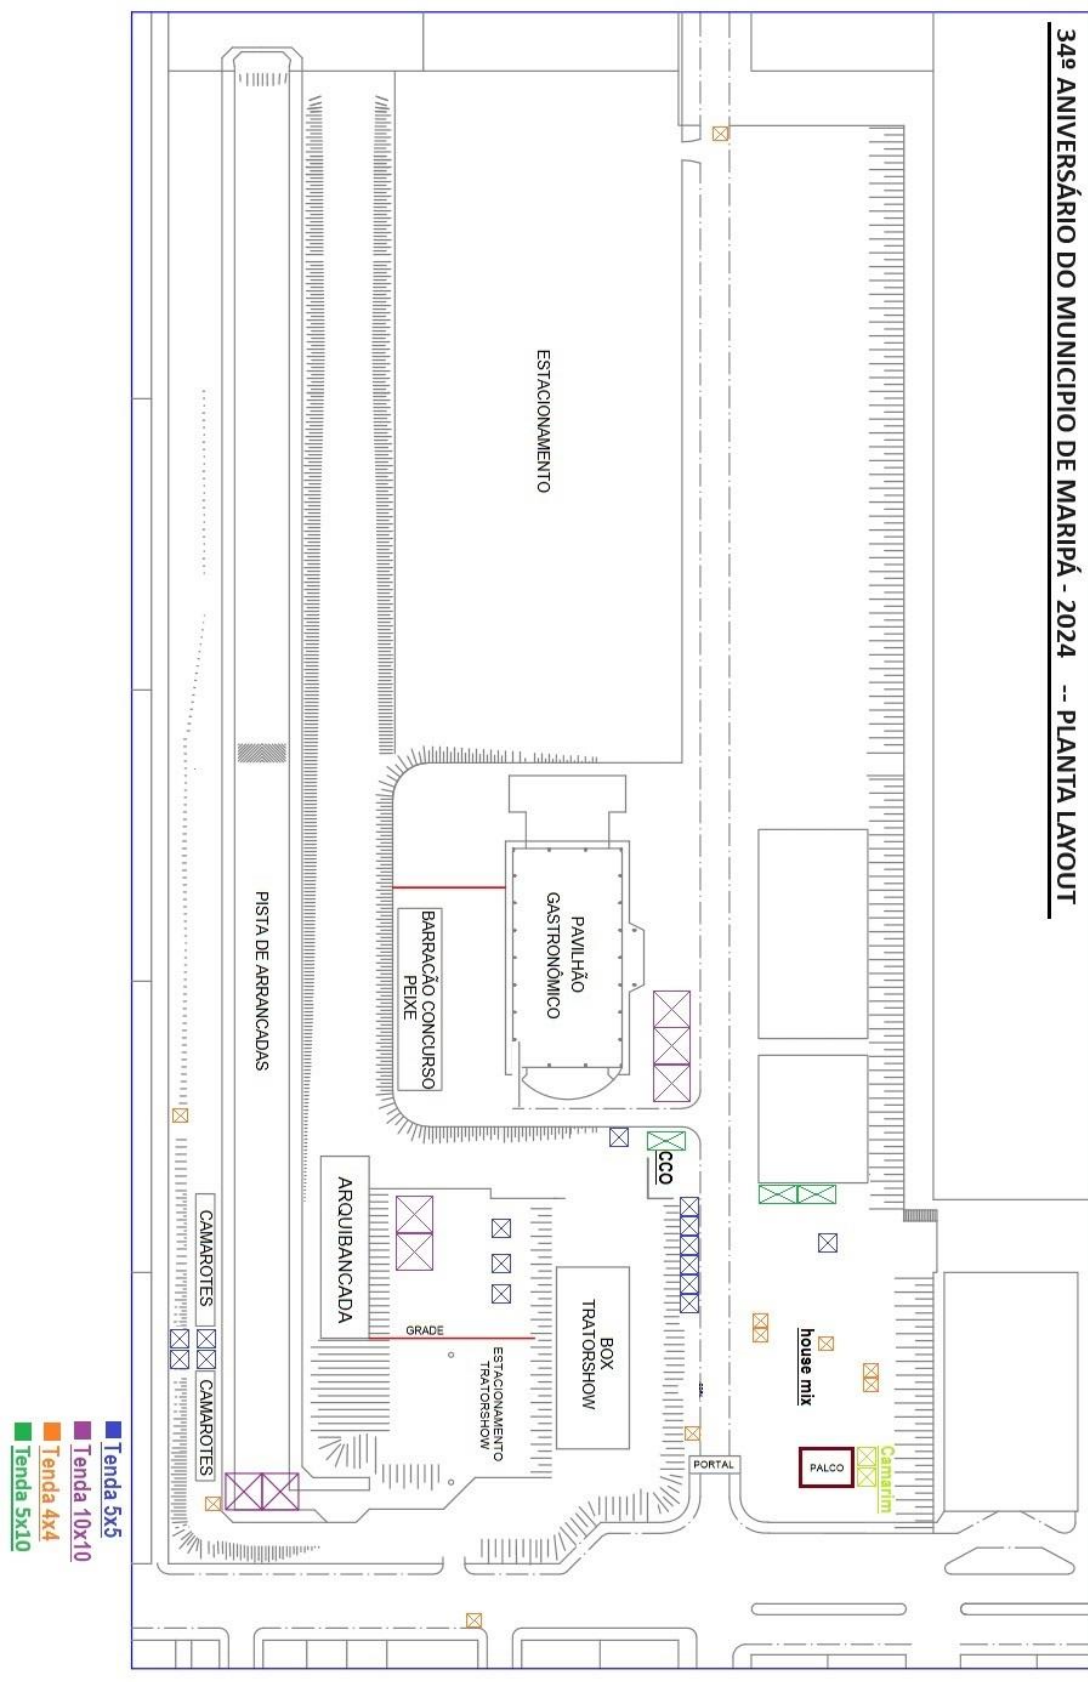 34º ANIVERSÁRIO DO MUNICIPIO DE MARIPÁ - 2024 -- PLANTA LAYOUT
ESTACIONAMENTO
PISTA DE ARRANCADAS
PAVILHÃO
GASTRONÔMICO
BARRACÃO CONCURSO
PEIXE
CCO
ARQUIBANCADA
CAMAROTES
GRADE
BOX
TRATORSHOW
ESTACIONAMENTO
TRATORSHOW
house mix
CAMAROTES
PORTAL
PALCO
Camarim
Tenda 5x5
Tenda 10x10
Tenda 4x4
Tenda 5x10